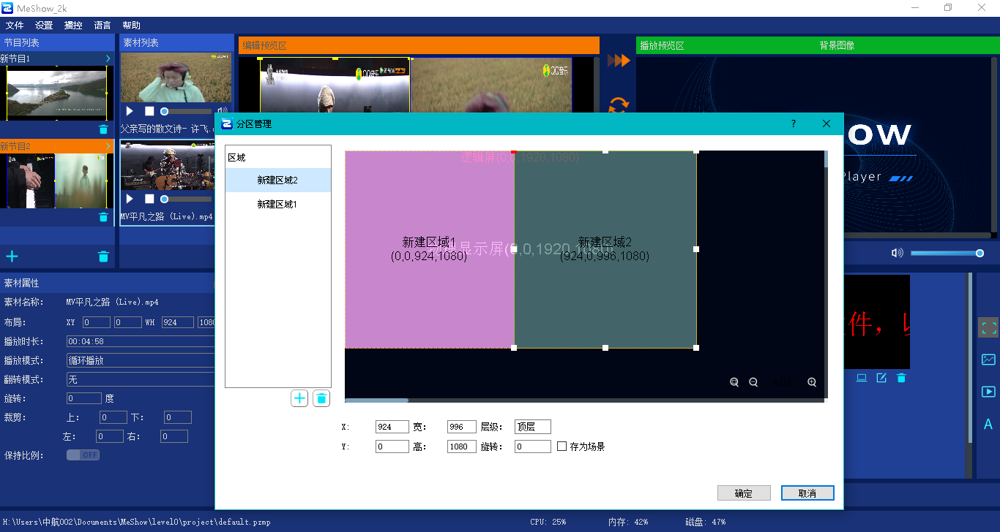 MeShow_2k
文件 设置 播控 语言 帮助
节目列表
素材列表
编辑预览区
播放预览区
背景图像
新节目1
新节目2
QQ音乐
QQ音乐
父亲写的散文诗- 许飞.
MV平凡之路 (Live).mp4
OW
Player
分区管理
?
区域
新建区域2
新建区域1
逻辑屏(0,0,1920,1080)
新建区域1
(0,0,924,1080)
显示屏(0,0,1920,1080)
新建区域2
(924,0,996,1080)
X: 924 宽: 996 层级: 顶层
Y: 0 高: 1080 旋转: 0 存为场景
确定
取消
素材属性
素材名称: MV平凡之路 (Live).mp4
布局: XY 0 0 WH 924 1080
播放时长: 00:04:58
播放模式: 循环播放
翻转模式: 无
旋转: 0 度
裁剪: 上: 0 下: 0
左: 0 右: 0
保持比例: OFF
件，以
A
H:\Users\中航002\Documents\MeShow\level0\project\default.pzmp
CPU: 25%
内存: 42%
磁盘: 47%